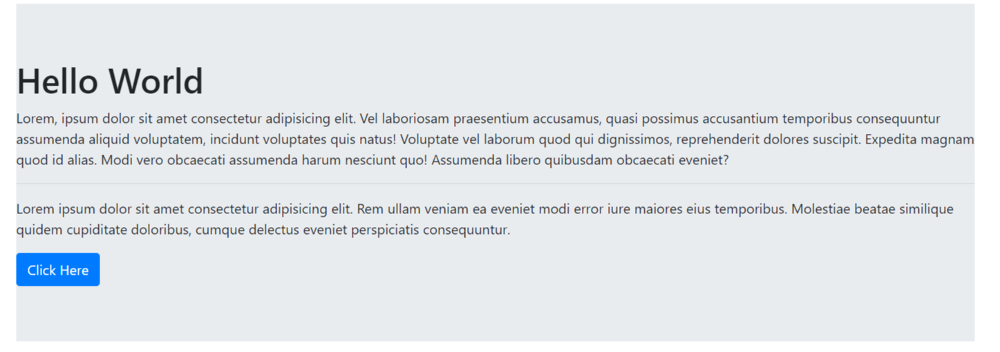 Hello World
Lorem, ipsum dolor sit amet consectetur adipisicing elit. Vel laboriosam praesentium accusamus, quasi possimus accusantium temporibus consequuntur
assumenda aliquid voluptatem, incidunt voluptates quis natus! Voluptate vel laborum quod qui dignissimos, reprehenderit dolores suscipit. Expedita magnam
quod id alias. Modi vero obcaecati assumenda harum nesciunt quo! Assumenda libero quibusdam obcaecati eveniet?
Lorem ipsum dolor sit amet consectetur adipisicing elit. Rem ullam veniam ea eveniet modi error iure maiores eius temporibus. Molestiae beatae similique
quidem cupiditate doloribus, cumque delectus eveniet perspiciatis consequuntur.
Click Here